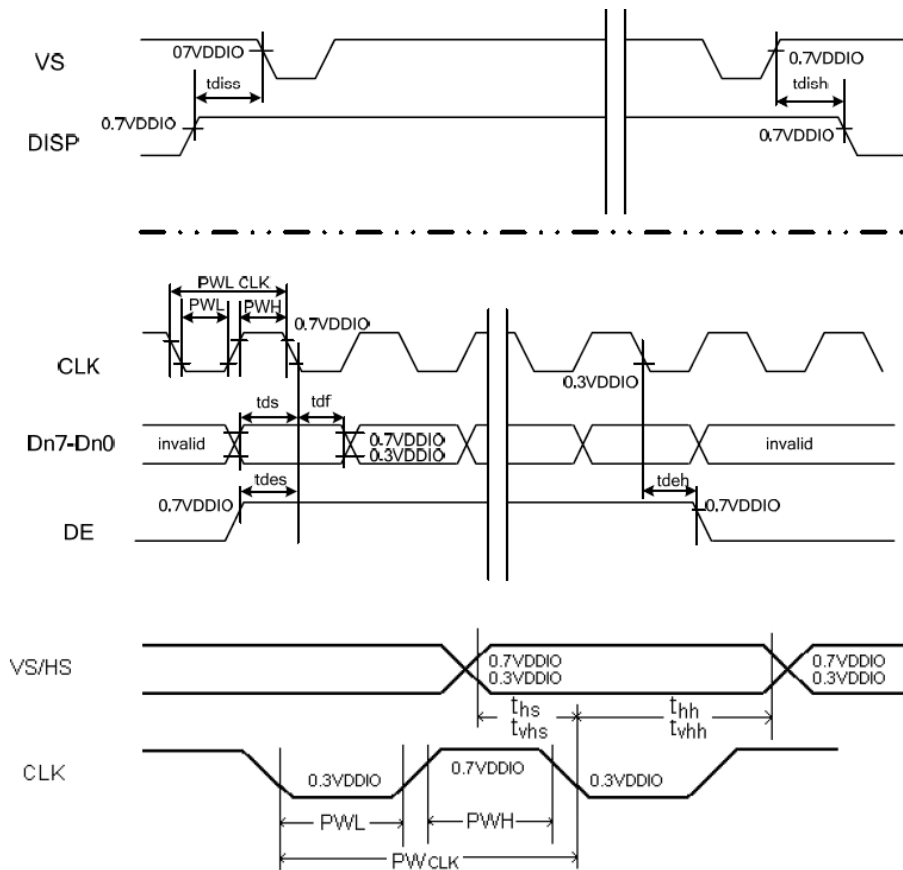 VS
07VDDIO
0.7VDDIO
tdiss
tdish
0.7VDDIO
DISP
0.7VDDIO
PWL CLK
PWL
PWH
0.7VDDIO
CLK
0.3VDDIO
tds
tdf
Dn7-Dn0
invalid
0.7VDDIO
0.3VDDIO
invalid
tdes
tdeh
0.7VDDIO
0.7VDDIO
DE
VS/HS
0.7VDDIO
0.3VDDIO
0.7VDDIO
0.3VDDIO
ths
tvhs
thh
tvhh
CLK
0.3VDDIO
0.7VDDIO
0.3VDDIO
PWL
PWH
PWCLK